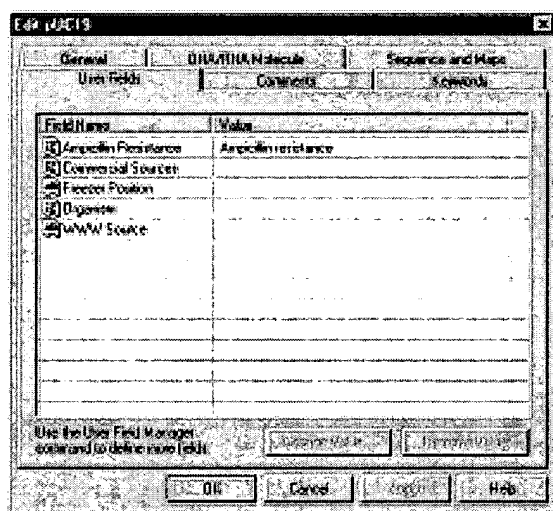 Edit pUC19
General DNA/RNA Molecule Sequence and Maps
User Fields Comments Keywords
Field Name Value
Ampicillin Resistance Ampicillin resistance
Commercial Sources
Freezer Position
Organism
WWW Source
Use the User Field Manager
command to define more fields.
OK Cancel Apply Help